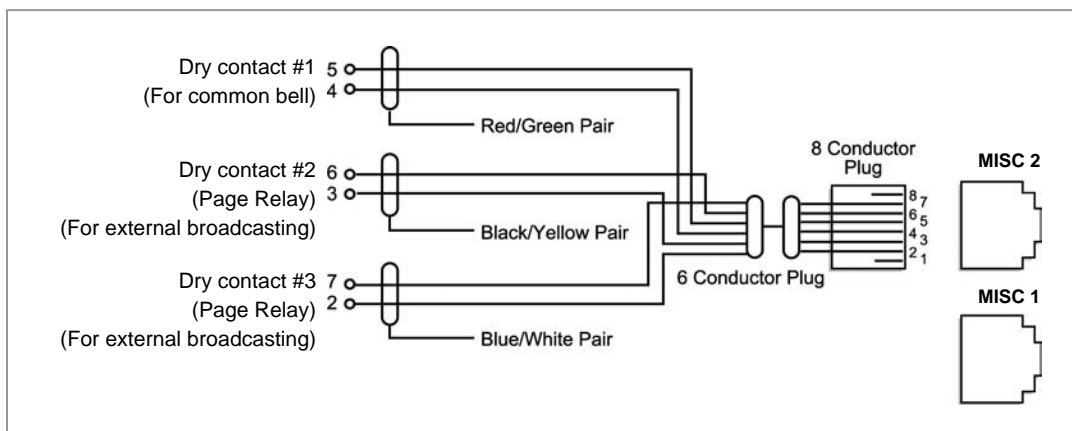 Dry contact #1 5
(For common bell) 4
Red/Green Pair
Dry contact #2 6
(Page Relay) 3
(For external broadcasting)
Black/Yellow Pair
Dry contact #3 7
(Page Relay) 2
(For external broadcasting)
Blue/White Pair
6 Conductor Plug
8 Conductor
Plug
8
7
6
5
4
3
2
1
MISC 2
MISC 1